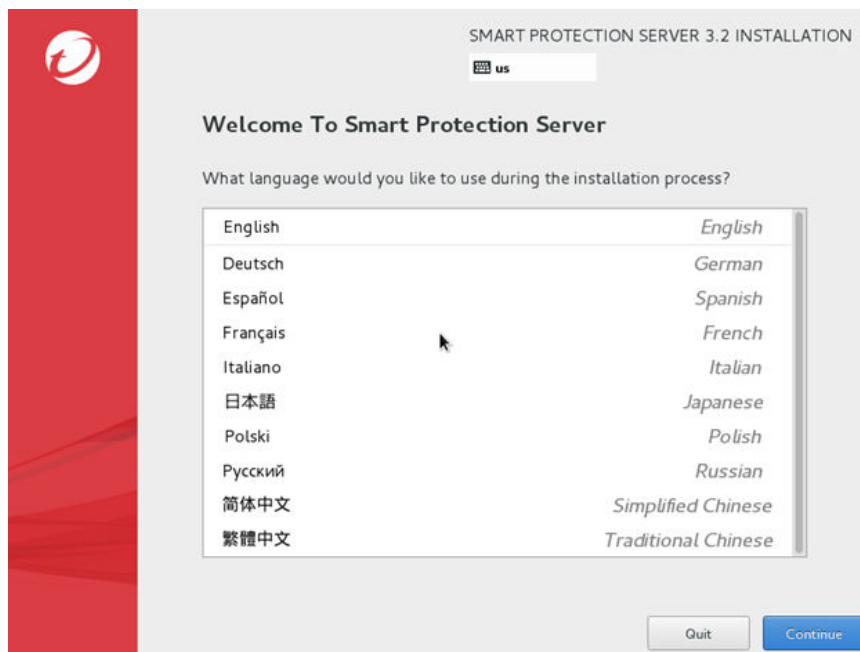 SMART PROTECTION SERVER 3.2 INSTALLATION
us
Welcome To Smart Protection Server
What language would you like to use during the installation process?
English English
Deutsch German
Español Spanish
Français French
Italiano Italian
日本語 Japanese
Polski Polish
Русский Russian
简体中文 Simplified Chinese
繁體中文 Traditional Chinese
Quit Continue